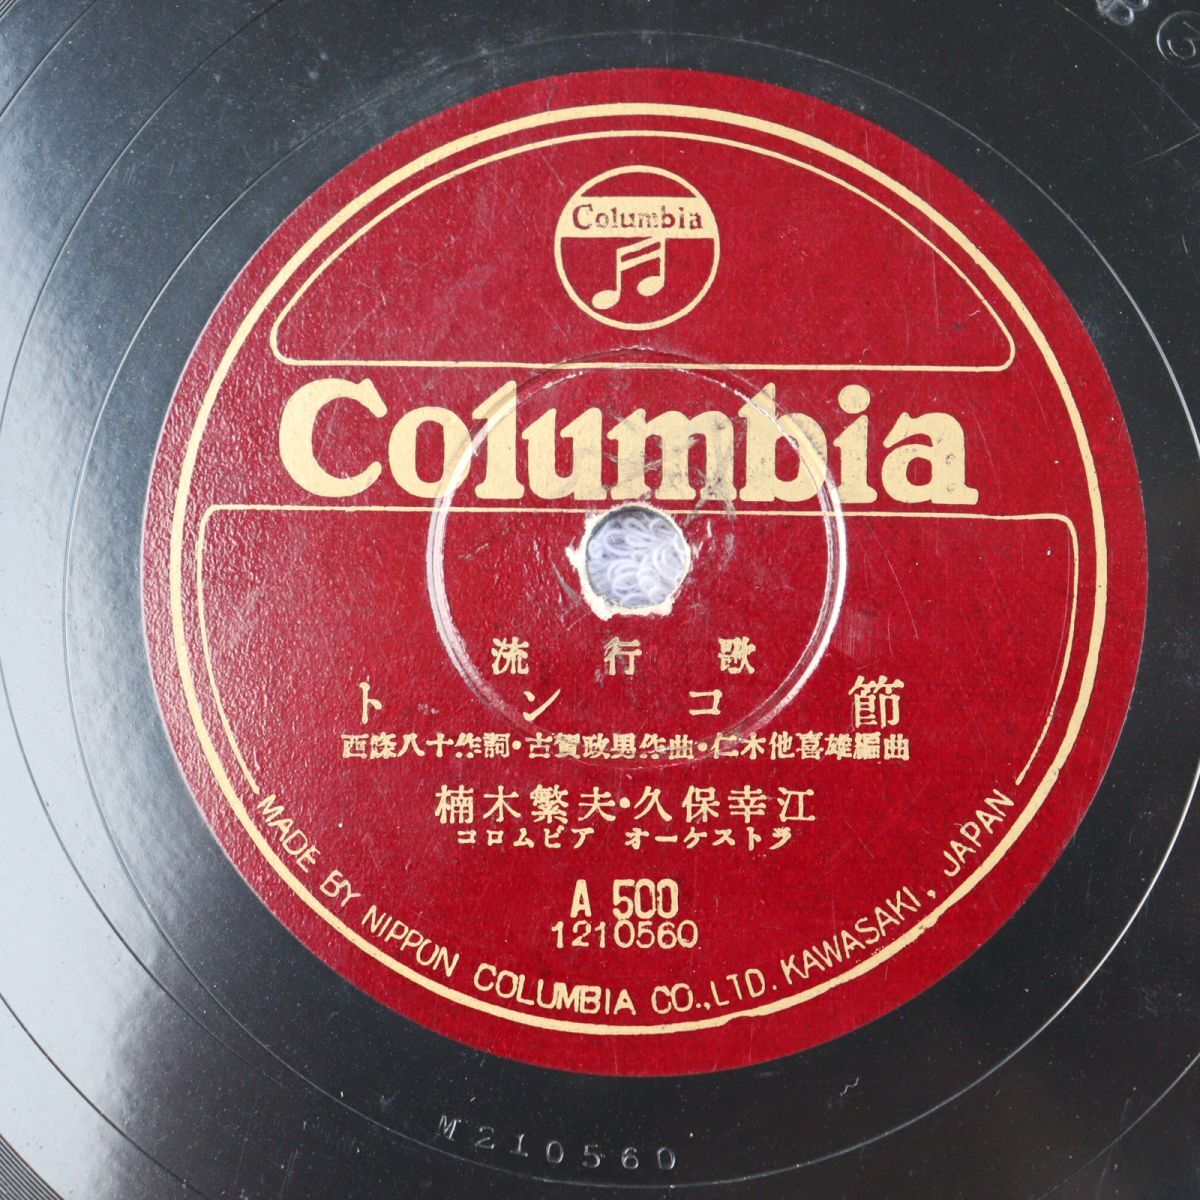 Columbia
Columbia
流行歌
トンコ節
西條八十作詞・古賀政男作曲・仁木他喜雄編曲
楠木繁夫・久保幸江
コロムビア オーケストラ
A 500
1210560
MADE BY NIPPON COLUMBIA CO., LTD. KAWASAKI, JAPAN
M210560